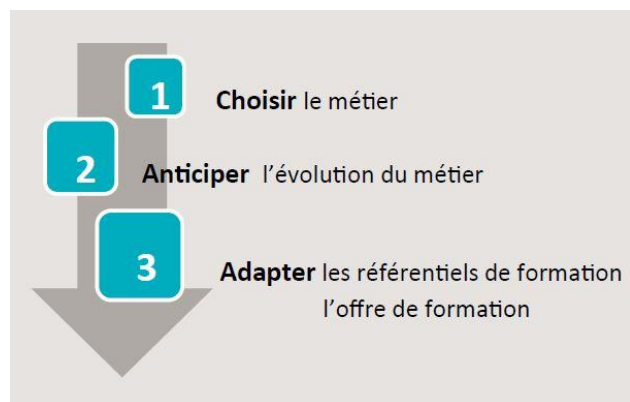 1
Choisir le métier
2
Anticiper l’évolution du métier
3
Adapter les référentiels de formation
l’offre de formation